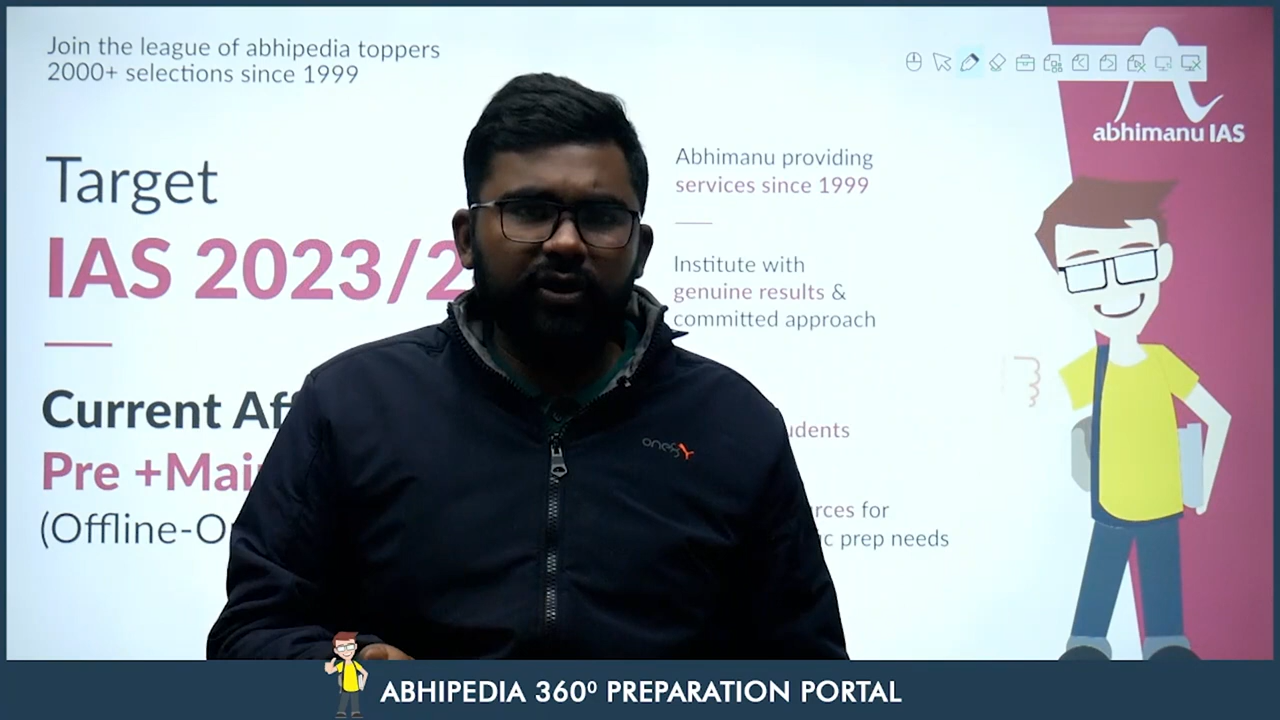 Join the league of abhipedia toppers
2000+ selections since 1999
Target
IAS 2023/2
Current Af
Pre +Mai
(Offline-O
Abhimanu providing
services since 1999
Institute with
genuine results &
committed approach
udents
rces for
ic prep needs
abhimanu IAS
onefsy
ABHIPEDIA 360⁰ PREPARATION PORTAL